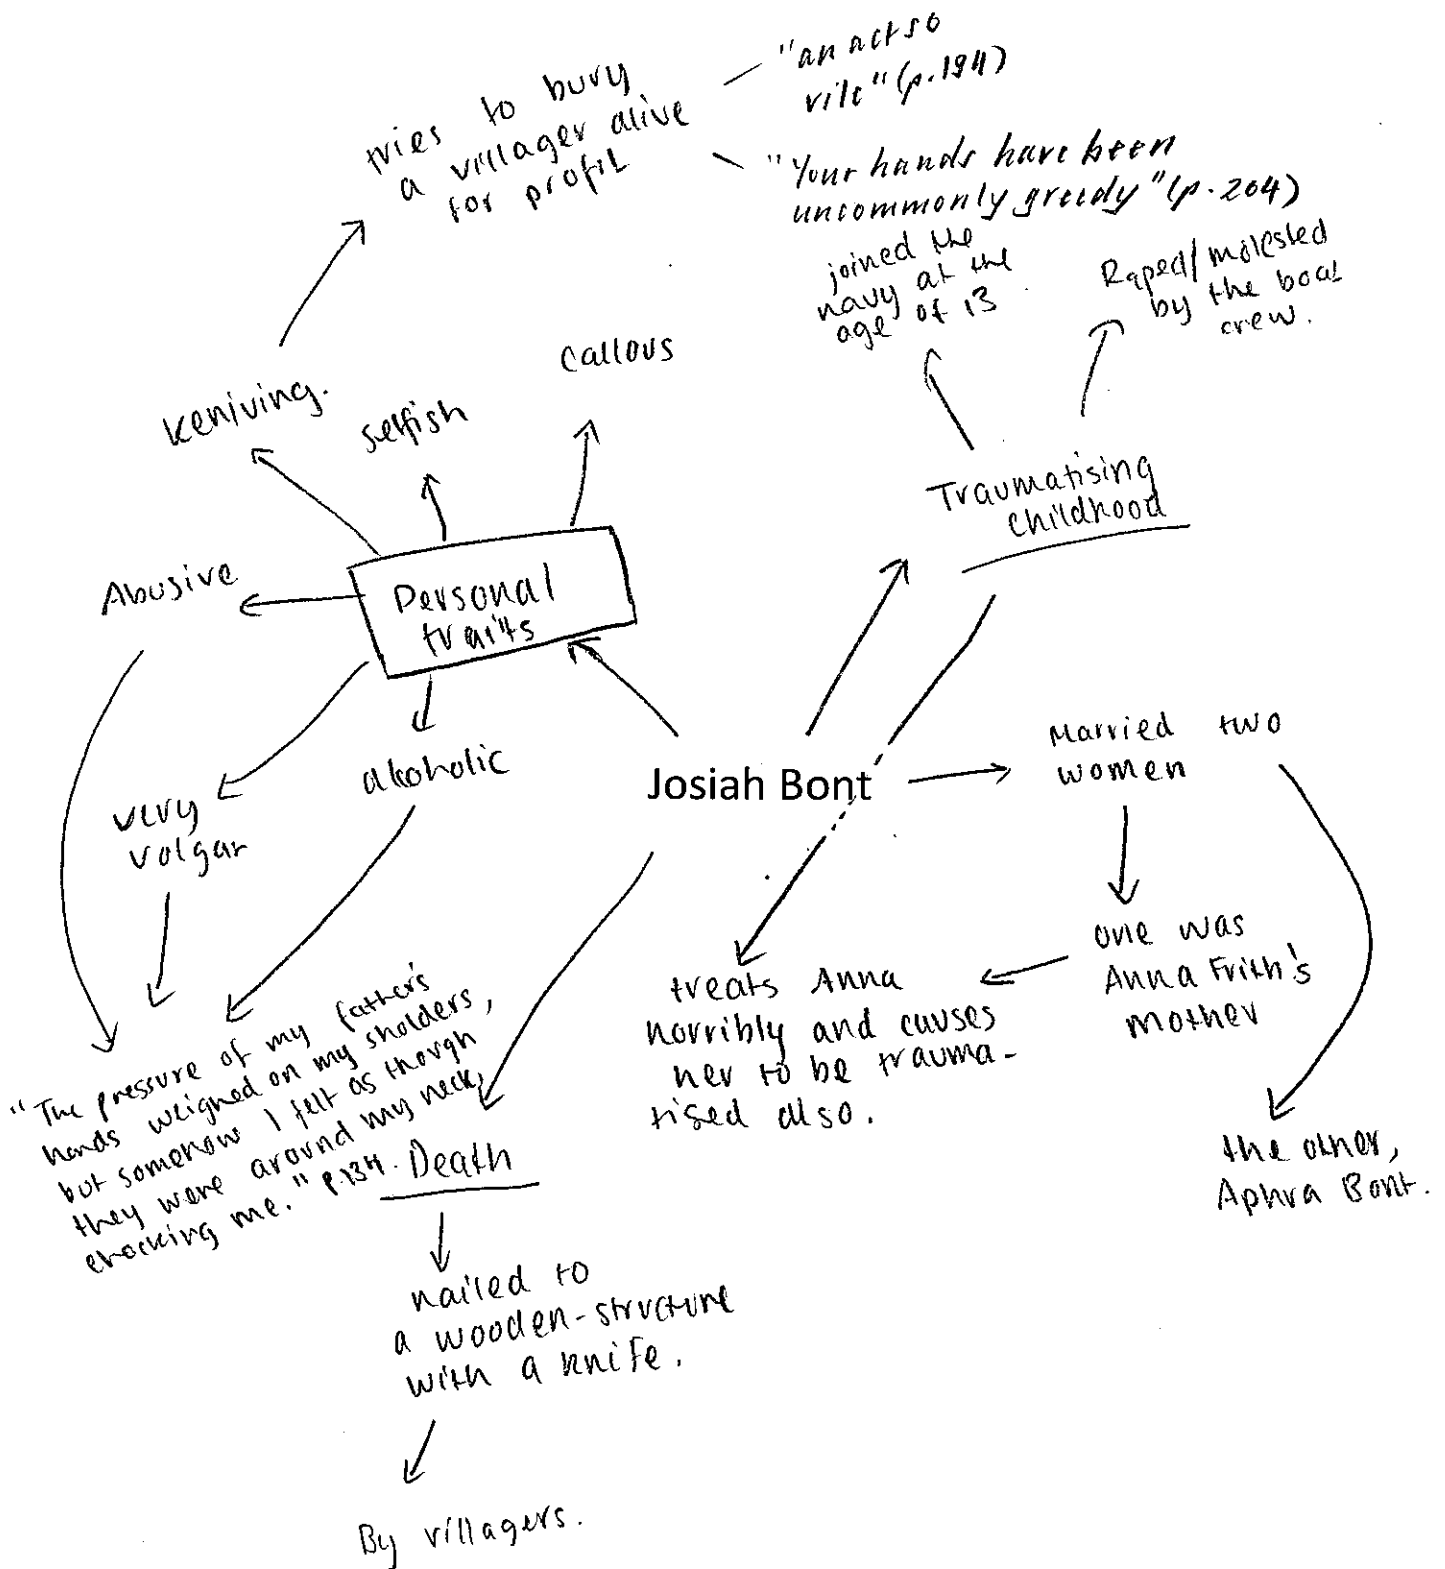 tries to bury
a villager alive
for profit
"an act so
vile" (p.194)
"Your hands have been
uncommonly greedy" (p.204)
joined the
navy at the
age of 13
Raped/molested
by the boat
crew.
Keniving.
selfish
callous
Traumatising
childhood
Abusive
Personal
traits
very
volgar
alcoholic
Josiah Bont
Married two
women
one was
Anna Frith's
mother
the other,
Aphra Bont.
treats Anna
horribly and causes
her to be trauma-
tised also.
"The pressure of my father's
hands weighed on my sholders,
but somehow I felt as though
they were around my neck,
chocking me." p.134.
Death
nailed to
a wooden-structure
with a knife.
By villagers.